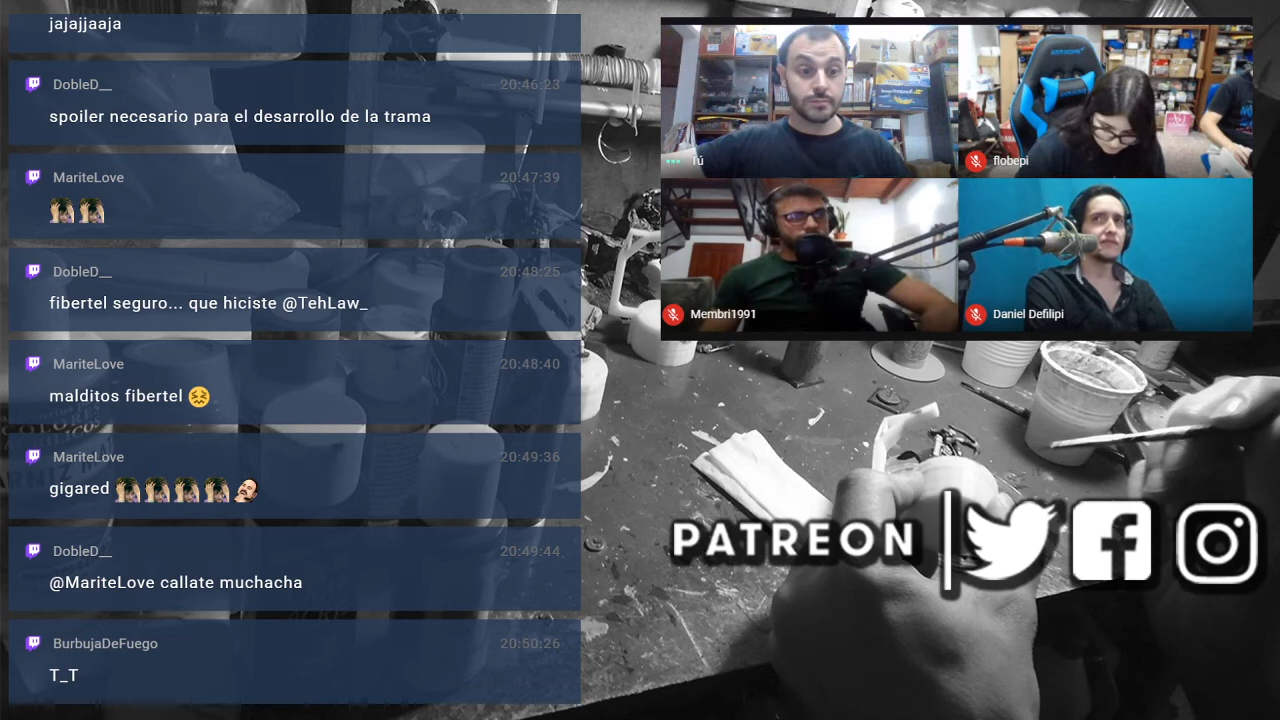 jajajjaaja
DobleD__ 20:46:23
spoiler necesario para el desarrollo de la trama
MariteLove 20:47:39
DobleD__ 20:48:25
fibertel seguro... que hiciste @TehLaw_
MariteLove 20:48:40
malditos fibertel 😖
MariteLove 20:49:36
gigared
DobleD__ 20:49:44
@MariteLove callate muchacha
BurbujaDeFuego 20:50:26
T_T
Tú
flobepi
Membri1991
Daniel Defilipi
PATREON